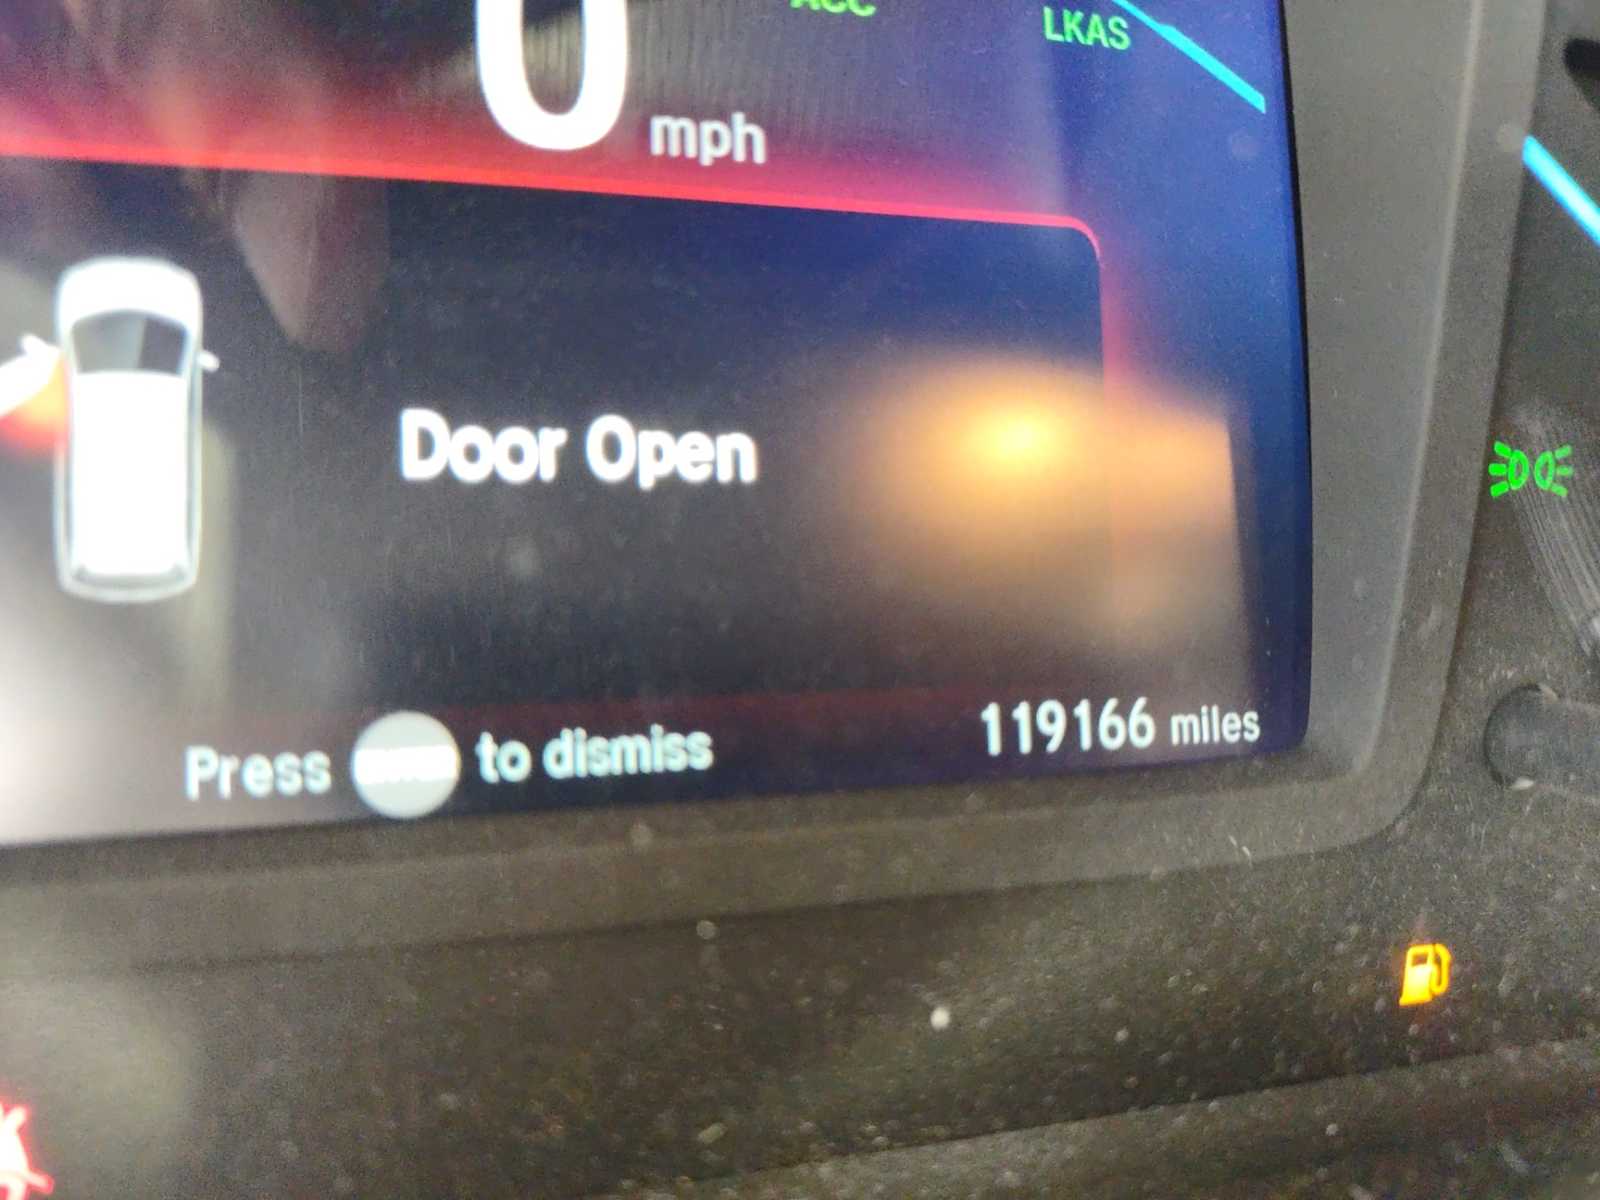 ACC
LKAS
0 mph
Door Open
Press to dismiss
119166 miles